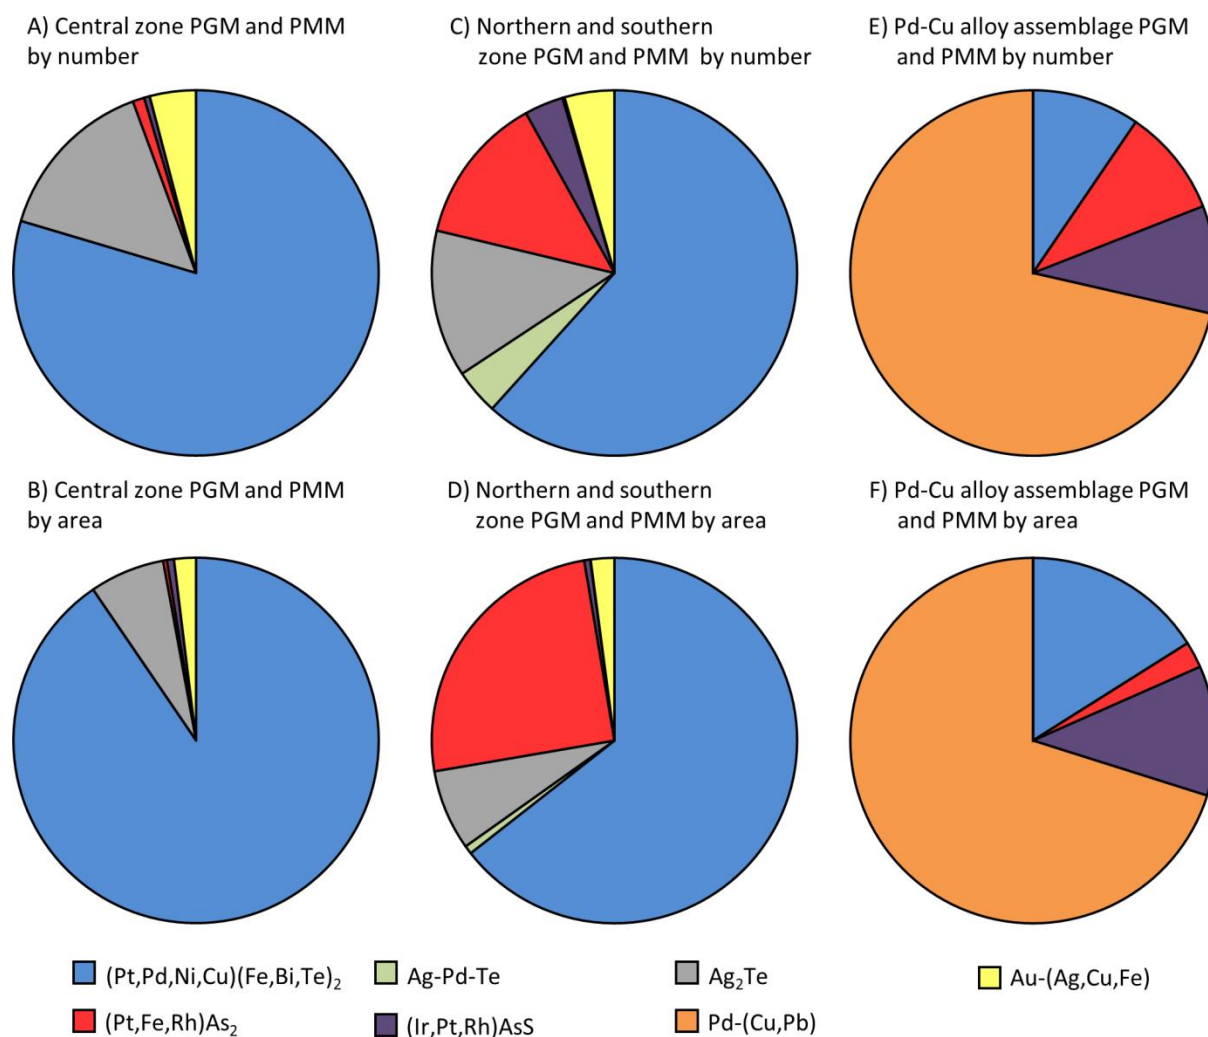 A) Central zone PGM and PMM
by number
C) Northern and southern
zone PGM and PMM by number
E) Pd-Cu alloy assemblage PGM
and PMM by number
B) Central zone PGM and PMM
by area
D) Northern and southern
zone PGM and PMM by area
F) Pd-Cu alloy assemblage PGM
and PMM by area
(Pt,Pd,Ni,Cu)(Fe,Bi,Te)₂
Ag-Pd-Te
Ag₂Te
Au-(Ag,Cu,Fe)
(Pt,Fe,Rh)As₂
(Ir,Pt,Rh)AsS
Pd-(Cu,Pb)